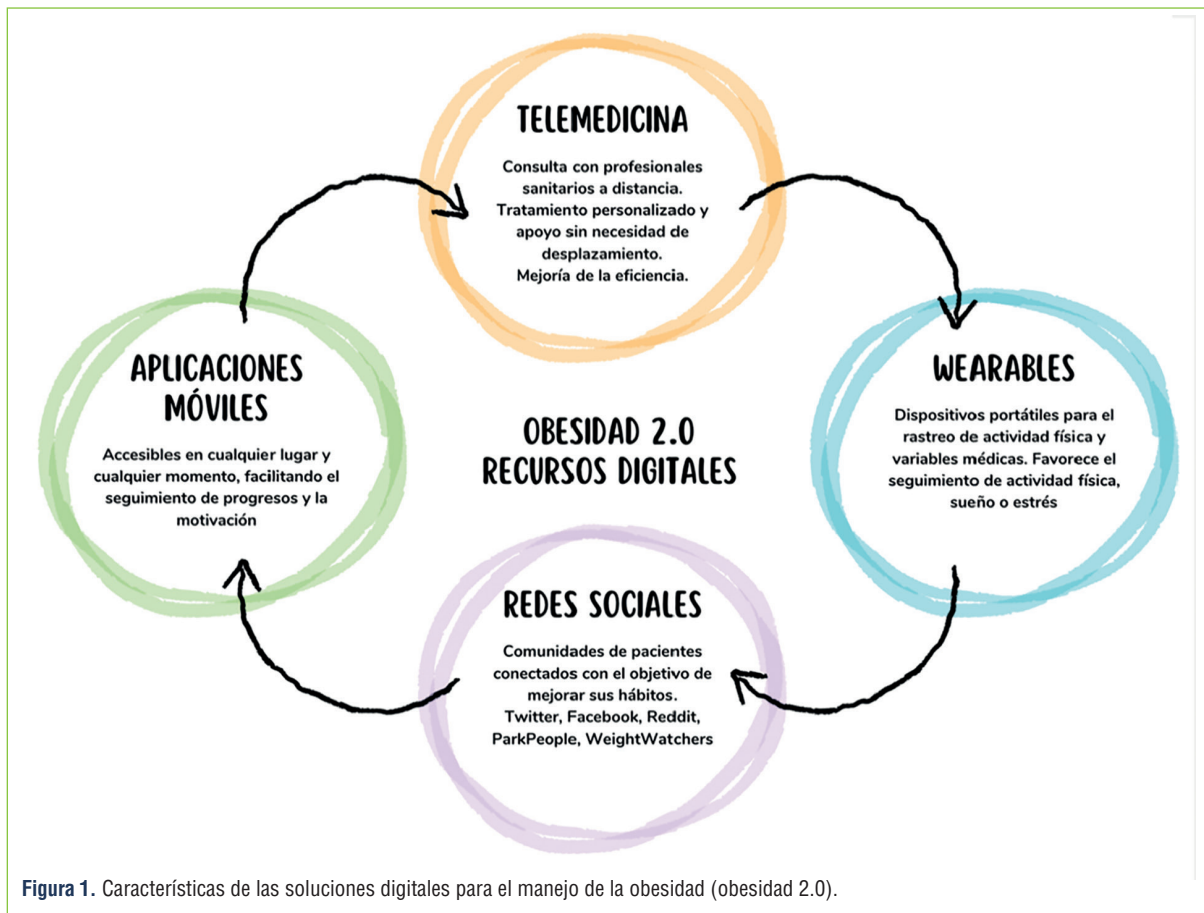 TELEMEDICINA
Consulta con profesionales
sanitarios a distancia.
Tratamiento personalizado y
apoyo sin necesidad de
desplazamiento.
Mejoría de la eficiencia.
APLICACIONES
MÓVILES
Accesibles en cualquier lugar y
cualquier momento, facilitando el
seguimiento de progresos y la
motivación
OBESIDAD 2.0
RECURSOS DIGITALES
WEARABLES
Dispositivos portátiles para el
rastreo de actividad física y
variables médicas. Favorece el
seguimiento de actividad física,
sueño o estrés
REDES SOCIALES
Comunidades de pacientes
conectados con el objetivo de
mejorar sus hábitos.
Twitter, Facebook, Reddit,
ParkPeople, WeightWatchers
Figura 1. Características de las soluciones digitales para el manejo de la obesidad (obesidad 2.0).